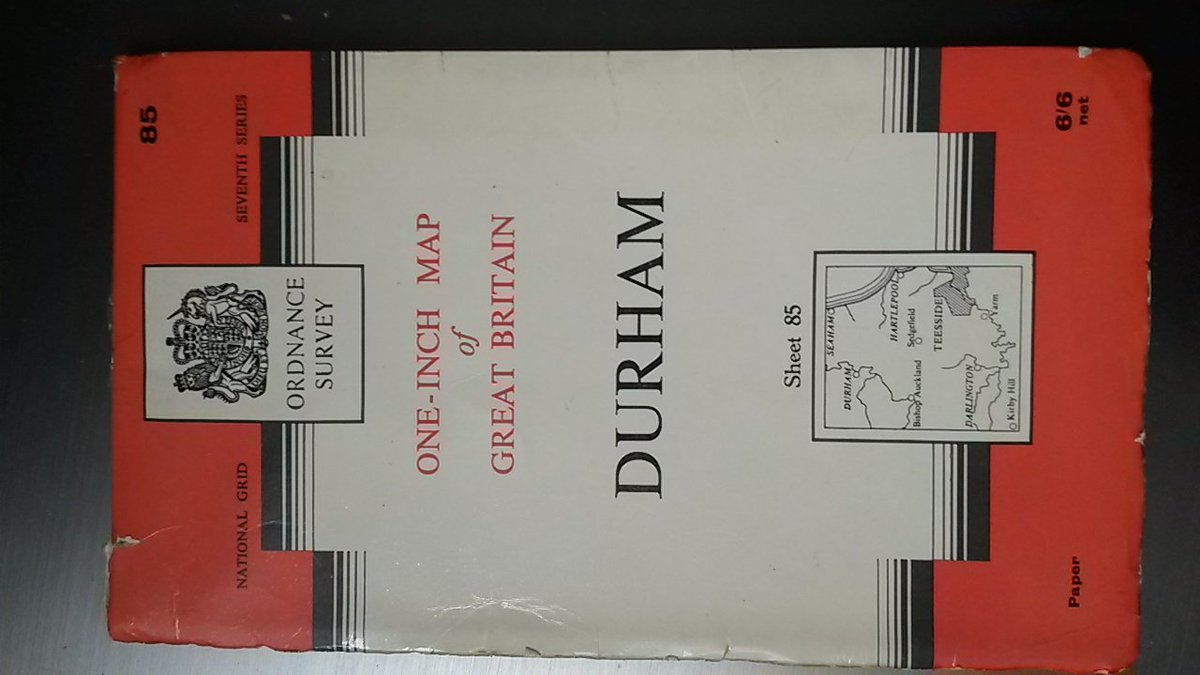 NATIONAL GRID
SEVENTH SERIES
85
ORDNANCE
SURVEY
ONE-INCH MAP
of
GREAT BRITAIN
DURHAM
Sheet 85
SEAHAM
DURHAM
HARTLEPOOL
Bishop Auckland
Sedgefield
TEESSIDE
DARLINGTON
Yarm
Kirby Hill
Paper
6/6
net